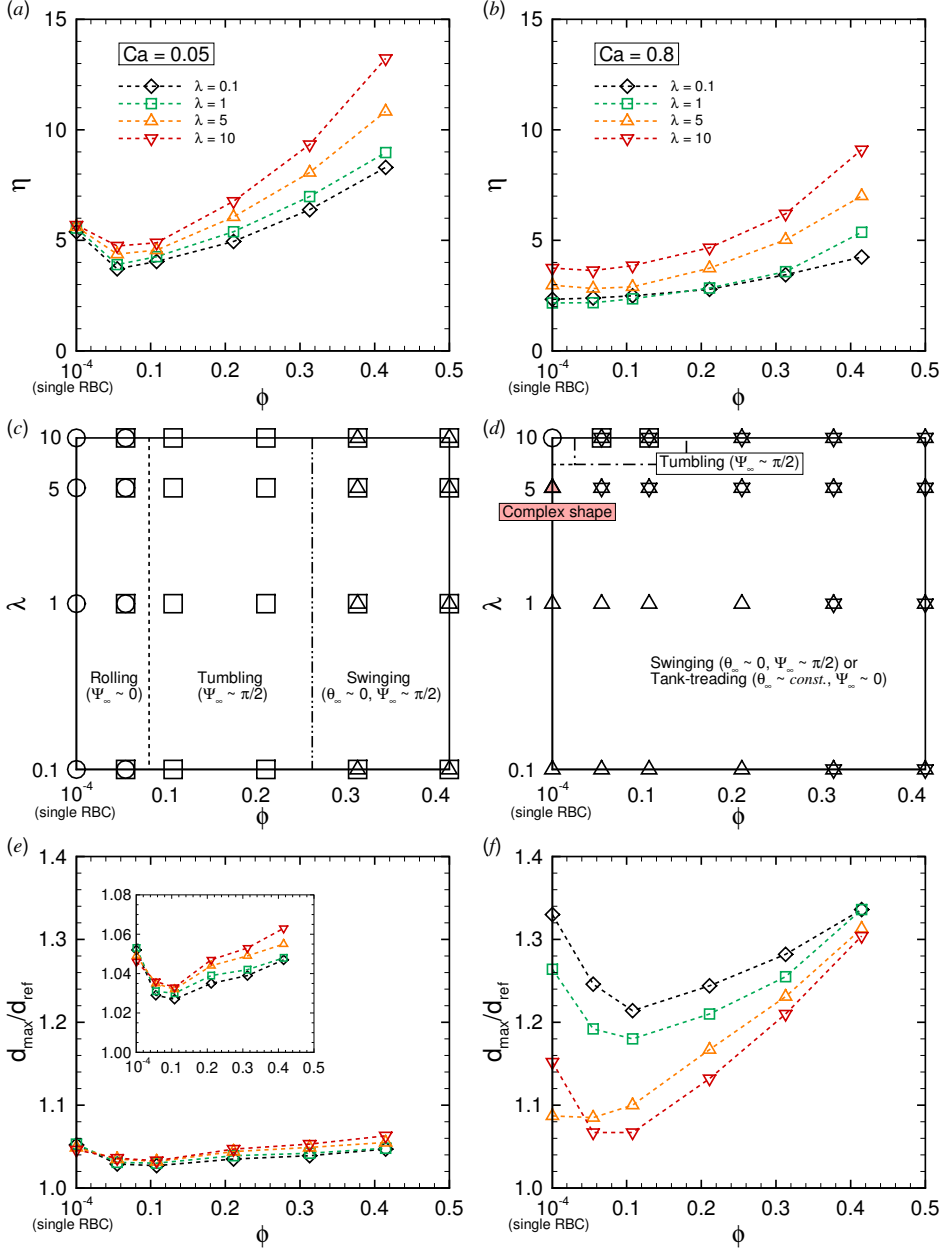 (a)
Ca = 0.05
λ = 0.1
λ = 1
λ = 5
λ = 10
η
15
10
5
0
10⁻⁴ 0.1 0.2 0.3 0.4 0.5
(single RBC)
ϕ
(b)
Ca = 0.8
λ = 0.1
λ = 1
λ = 5
λ = 10
η
15
10
5
0
10⁻⁴ 0.1 0.2 0.3 0.4 0.5
(single RBC)
ϕ
(c)
10
5
λ
1
0.1
Rolling
(Ψ∞ ~ 0)
Tumbling
(Ψ∞ ~ π/2)
Swinging
(θ∞ ~ 0, Ψ∞ ~ π/2)
10⁻⁴ 0.1 0.2 0.3 0.4
(single RBC)
ϕ
(d)
10
5
λ
1
0.1
Tumbling (Ψ∞ ~ π/2)
Complex shape
Swinging (θ∞ ~ 0, Ψ∞ ~ π/2) or
Tank-treading (θ∞ ~ const., Ψ∞ ~ 0)
10⁻⁴ 0.1 0.2 0.3 0.4
(single RBC)
ϕ
(e)
1.4
1.3
1.2
1.1
1.0
d_max/d_ref
1.08
1.06
1.04
1.02
1.00
10⁻⁴ 0.1 0.2 0.3 0.4 0.5
10⁻⁴ 0.1 0.2 0.3 0.4 0.5
(single RBC)
ϕ
(f)
1.4
1.3
1.2
1.1
1.0
d_max/d_ref
10⁻⁴ 0.1 0.2 0.3 0.4 0.5
(single RBC)
ϕ